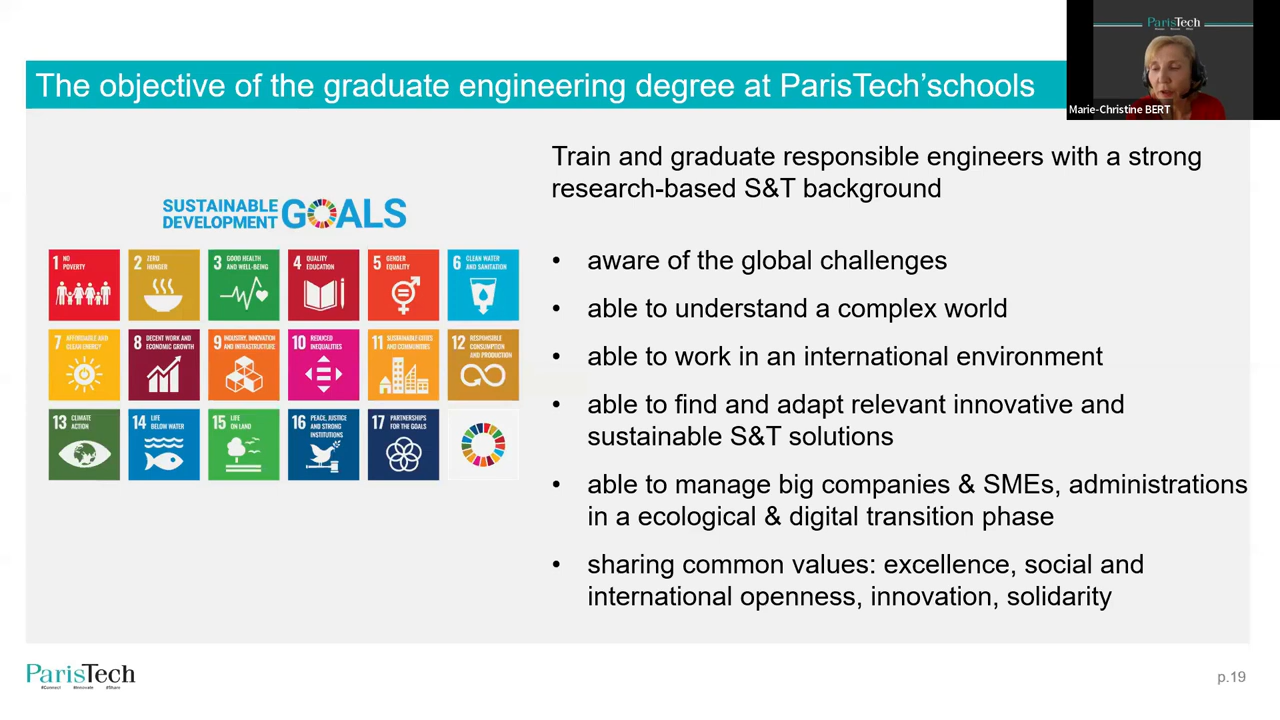 ParisTech
Marie-Christine BERT
The objective of the graduate engineering degree at ParisTech'schools
Train and graduate responsible engineers with a strong
research-based S&T background
SUSTAINABLE
DEVELOPMENT GOALS
1 NO
POVERTY
2 ZERO
HUNGER
3 GOOD HEALTH
AND WELL-BEING
4 QUALITY
EDUCATION
5 GENDER
EQUALITY
6 CLEAN WATER
AND SANITATION
7 AFFORDABLE AND
CLEAN ENERGY
8 DECENT WORK AND
ECONOMIC GROWTH
9 INDUSTRY, INNOVATION
AND INFRASTRUCTURE
10 REDUCED
INEQUALITIES
11 SUSTAINABLE CITIES
AND COMMUNITIES
12 RESPONSIBLE
CONSUMPTION
AND PRODUCTION
13 CLIMATE
ACTION
14 LIFE
BELOW WATER
15 LIFE
ON LAND
16 PEACE, JUSTICE
AND STRONG
INSTITUTIONS
17 PARTNERSHIPS
FOR THE GOALS
• aware of the global challenges
• able to understand a complex world
• able to work in an international environment
• able to find and adapt relevant innovative and
sustainable S&T solutions
• able to manage big companies & SMEs, administrations
in a ecological & digital transition phase
• sharing common values: excellence, social and
international openness, innovation, solidarity
ParisTech
#Connect #Innovate #Share
p.19